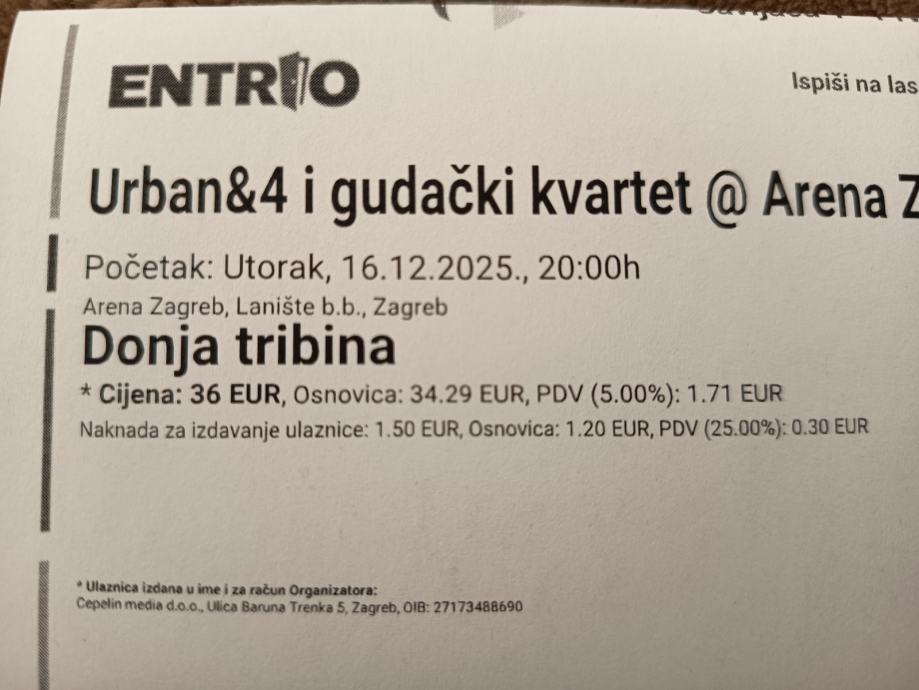 ENTRIO
Ispiši na las
Urban&4 i gudački kvartet @ Arena Z
Početak: Utorak, 16.12.2025., 20:00h
Arena Zagreb, Lanište b.b., Zagreb
Donja tribina
* Cijena: 36 EUR, Osnovica: 34.29 EUR, PDV (5.00%): 1.71 EUR
Naknada za izdavanje ulaznice: 1.50 EUR, Osnovica: 1.20 EUR, PDV (25.00%): 0.30 EUR
* Ulaznica izdana u ime i za račun Organizatora:
Cepelin media d.o.o., Ulica Baruna Trenka 5, Zagreb, OIB: 27173488690